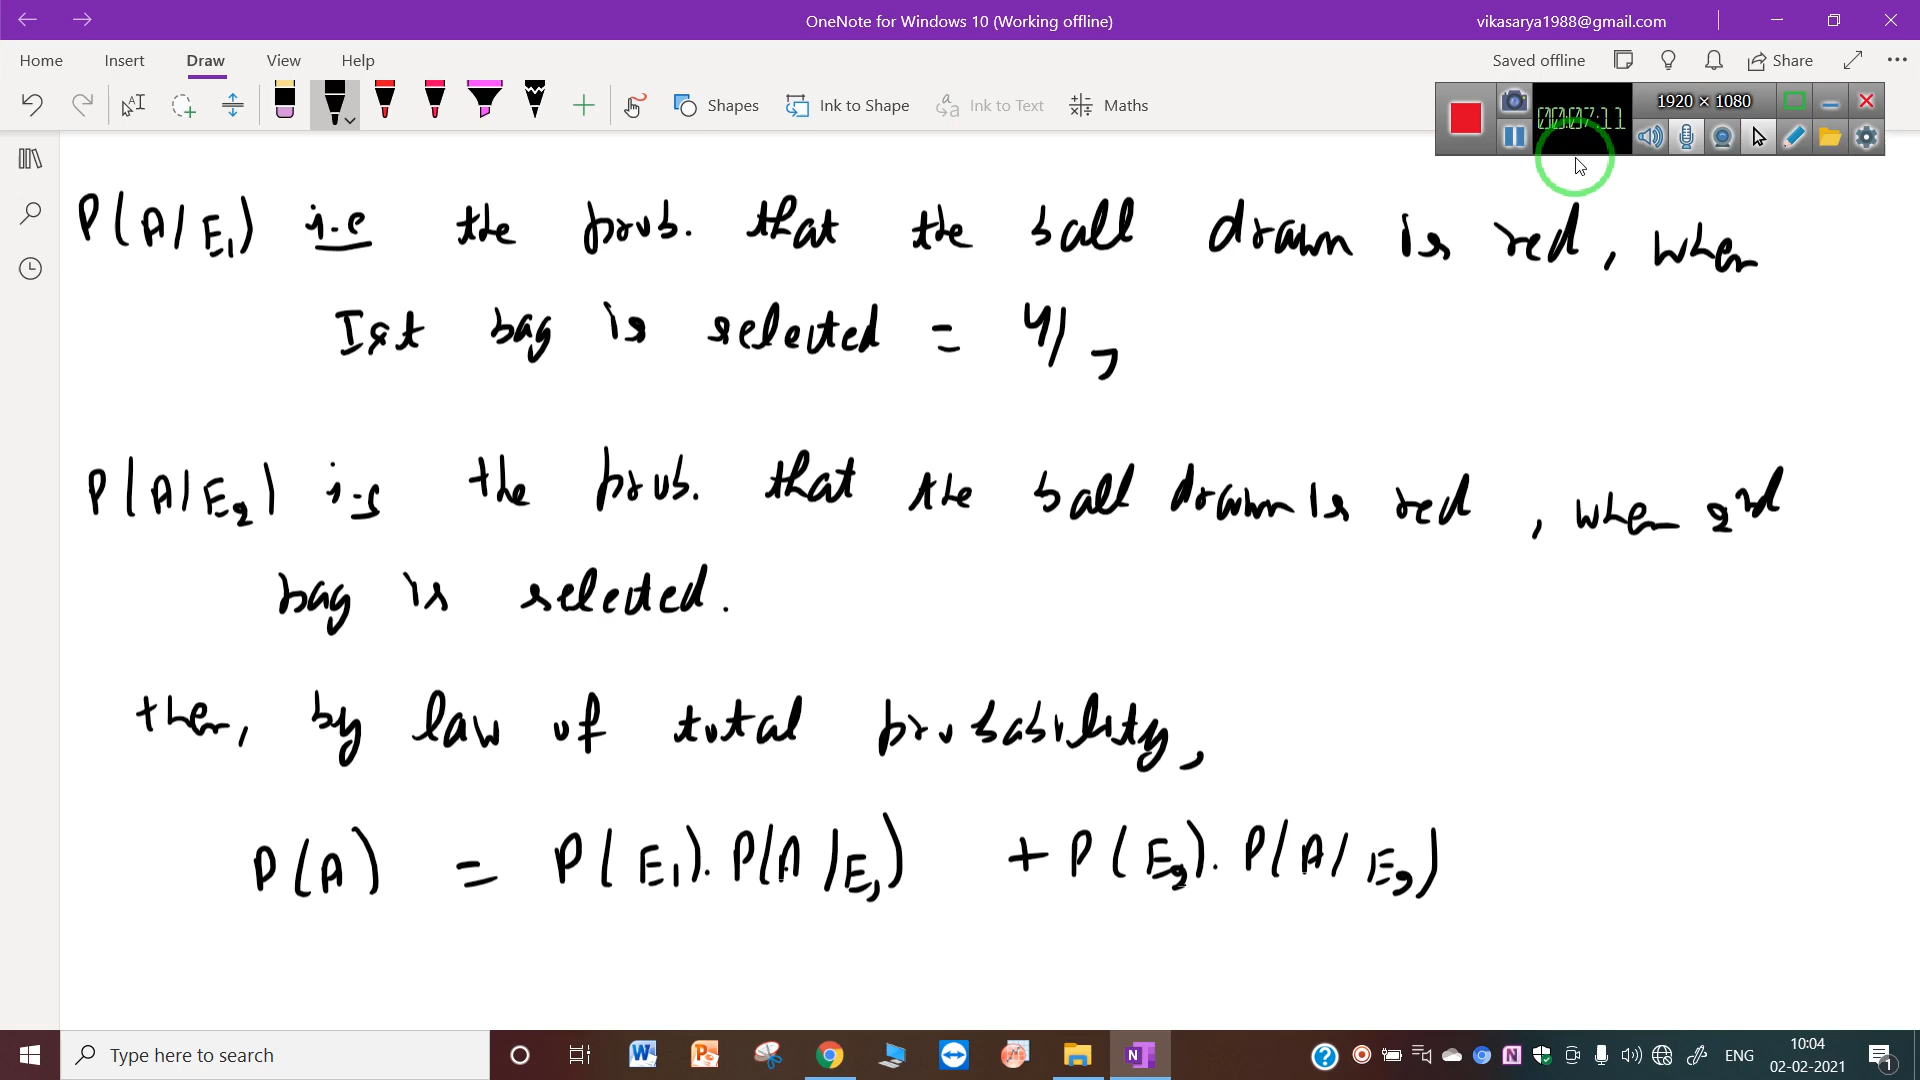 OneNote for Windows 10 (Working offline)
vikasarya1988@gmail.com
Home Insert Draw View Help
Saved offline Share
Shapes Ink to Shape Ink to Text Maths
1920 × 1080
00:07:11
P(A/E₁) i.e the prob. that the ball drawn is red, when
Ist bag is selected = 4/7
P(A/E₂) i.e the prob. that the ball drawn is red, when 2nd
bag is selected.
then, by law of total probability,
P(A) = P(E₁). P(A/E₁) + P(E₂). P(A/E₂)
Type here to search
ENG
10:04
02-02-2021
1